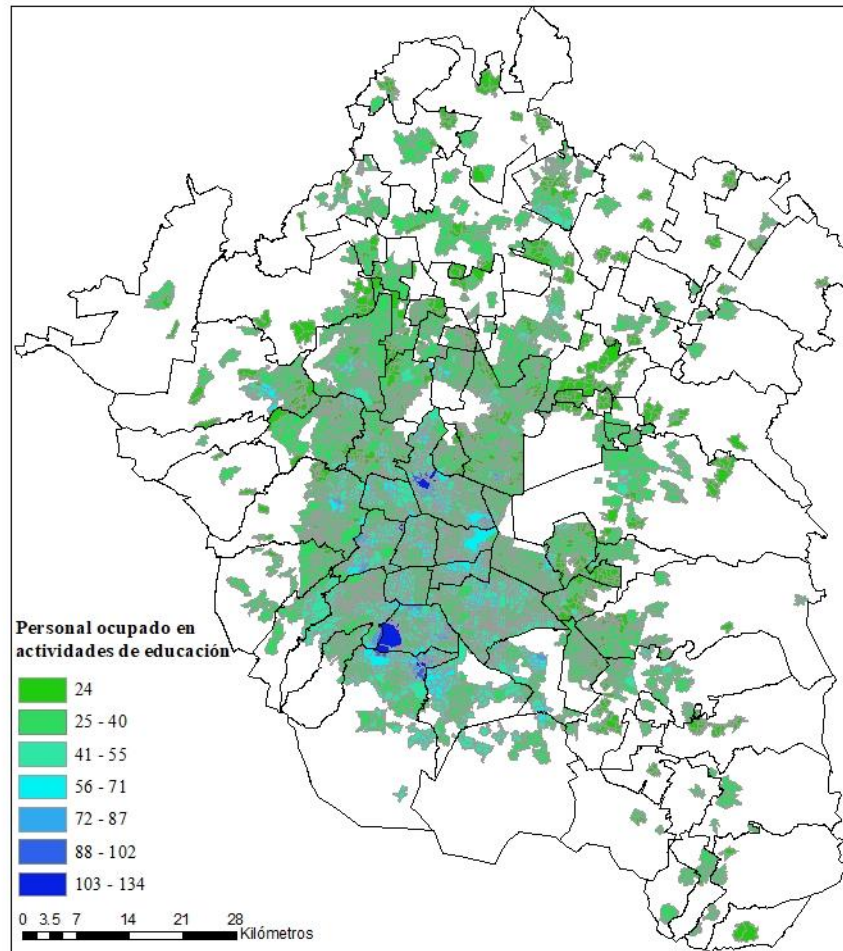 Personal ocupado en
actividades de educación
24
25 - 40
41 - 55
56 - 71
72 - 87
88 - 102
103 - 134
0 3.5 7 14 21 28
Kilómetros